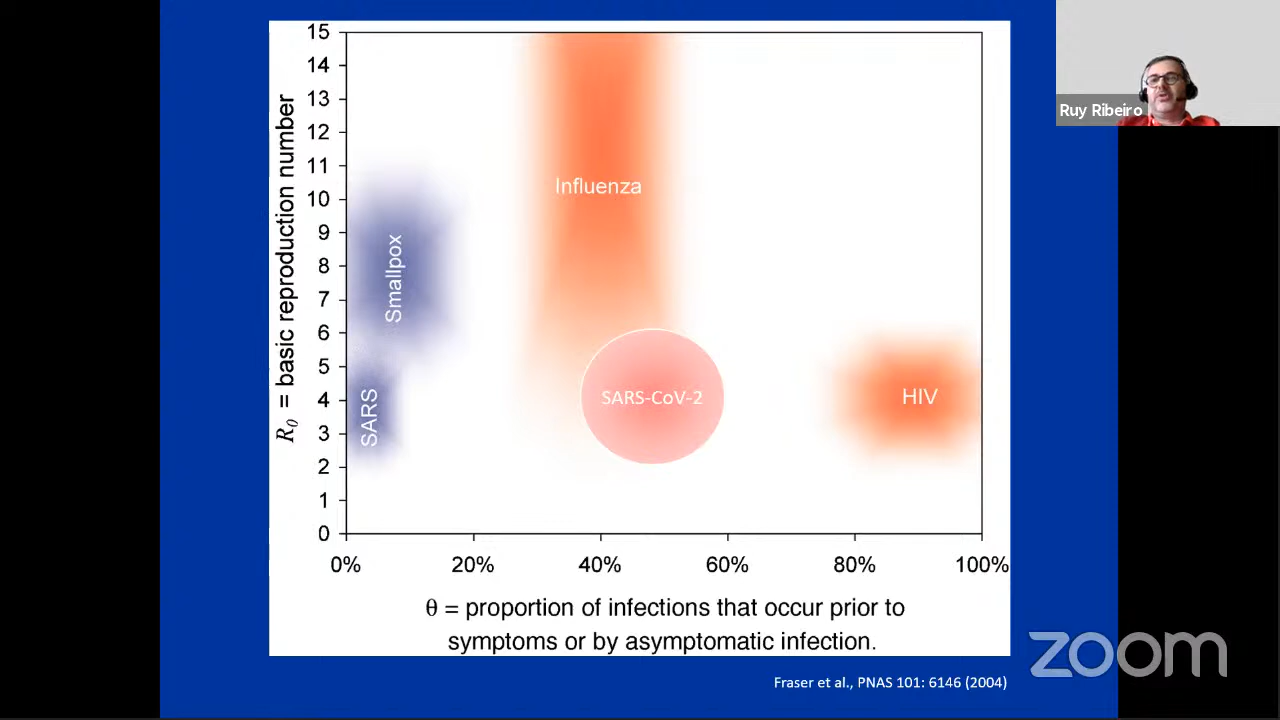 15
14
13
12
11
10
9
8
7
6
5
4
3
2
1
0
R0 = basic reproduction number
Influenza
Smallpox
SARS
SARS-CoV-2
HIV
0% 20% 40% 60% 80% 100%
θ = proportion of infections that occur prior to
symptoms or by asymptomatic infection.
Fraser et al., PNAS 101: 6146 (2004)
Ruy Ribeiro
zoom